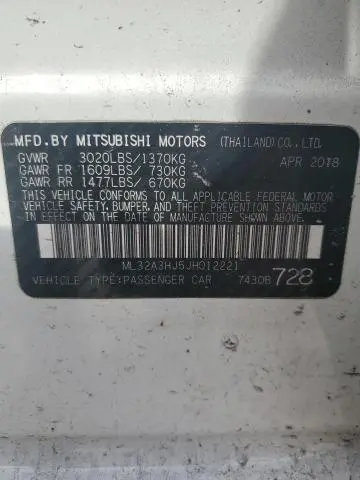 MFD.BY MITSUBISHI MOTORS (THAILAND) CO., LTD.
GVWR 3020LBS/1370KG APR 2018
GAWR FR 1609LBS/ 730KG
GAWR RR 1477LBS/ 670KG
THIS VEHICLE CONFORMS TO ALL APPLICABLE FEDERAL MOTOR
VEHICLE SAFETY, BUMPER, AND THEFT PREVENTION
STANDARDS IN EFFECT ON THE DATE OF MANUFACTURE
SHOWN ABOVE.
ML32A3HJ5JH012221
VEHICLE TYPE:PASSENGER CAR 7430B 728